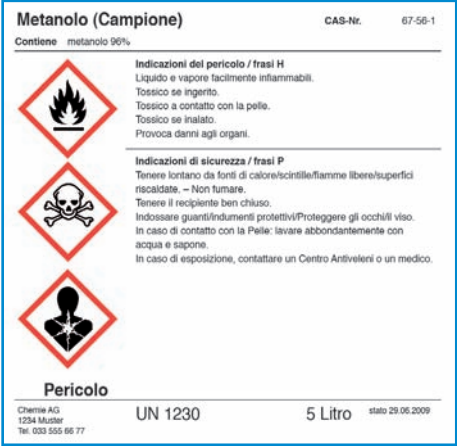 Metanolo (Campione) CAS-Nr. 67-56-1
Contiene metanolo 96%
Indicazioni del pericolo / frasi H
Liquido e vapore facilmente infiammabili.
Tossico se ingerito.
Tossico a contatto con la pelle.
Tossico se inalato.
Provoca danni agli organi.
Indicazioni di sicurezza / frasi P
Tenere lontano da fonti di calore/scintille/fiamme libere/superfici
riscaldate. – Non fumare.
Tenere il recipiente ben chiuso.
Indossare guanti/indumenti protettivi/Proteggere gli occhi/il viso.
In caso di contatto con la Pelle: lavare abbondantemente con
acqua e sapone.
In caso di esposizione, contattare un Centro Antiveleni o un medico.
Pericolo
Chemie AG
1234 Muster
Tel. 033 555 66 77
UN 1230 5 Litro stato 29.06.2009